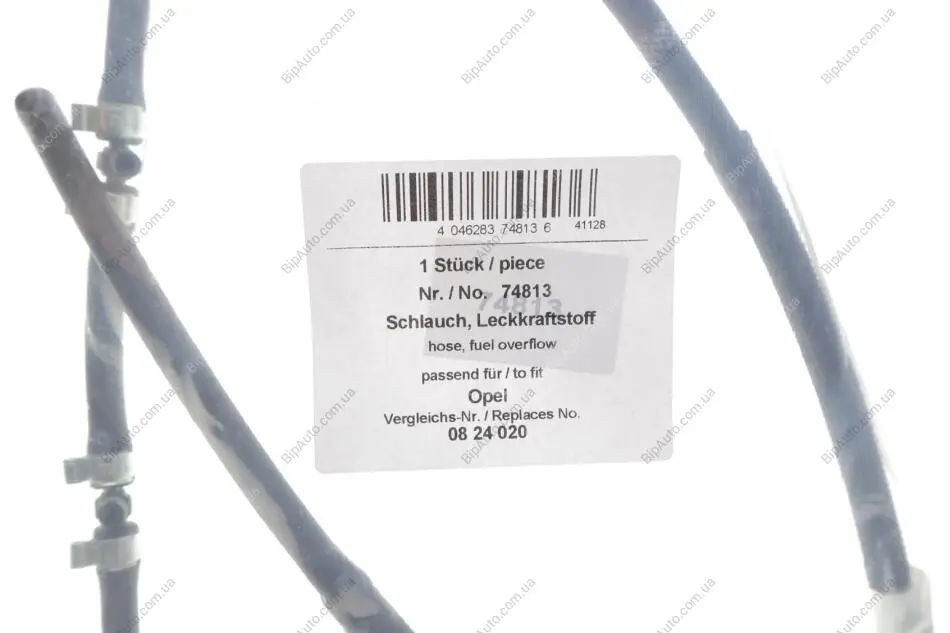 4 046283 74813 6 41128
1 Stück / piece
Nr. / No. 74813
74813
Schlauch, Leckkraftstoff
hose, fuel overflow
passend für / to fit
Opel
Vergleichs-Nr. / Replaces No.
08 24 020
BipAuto.com.ua